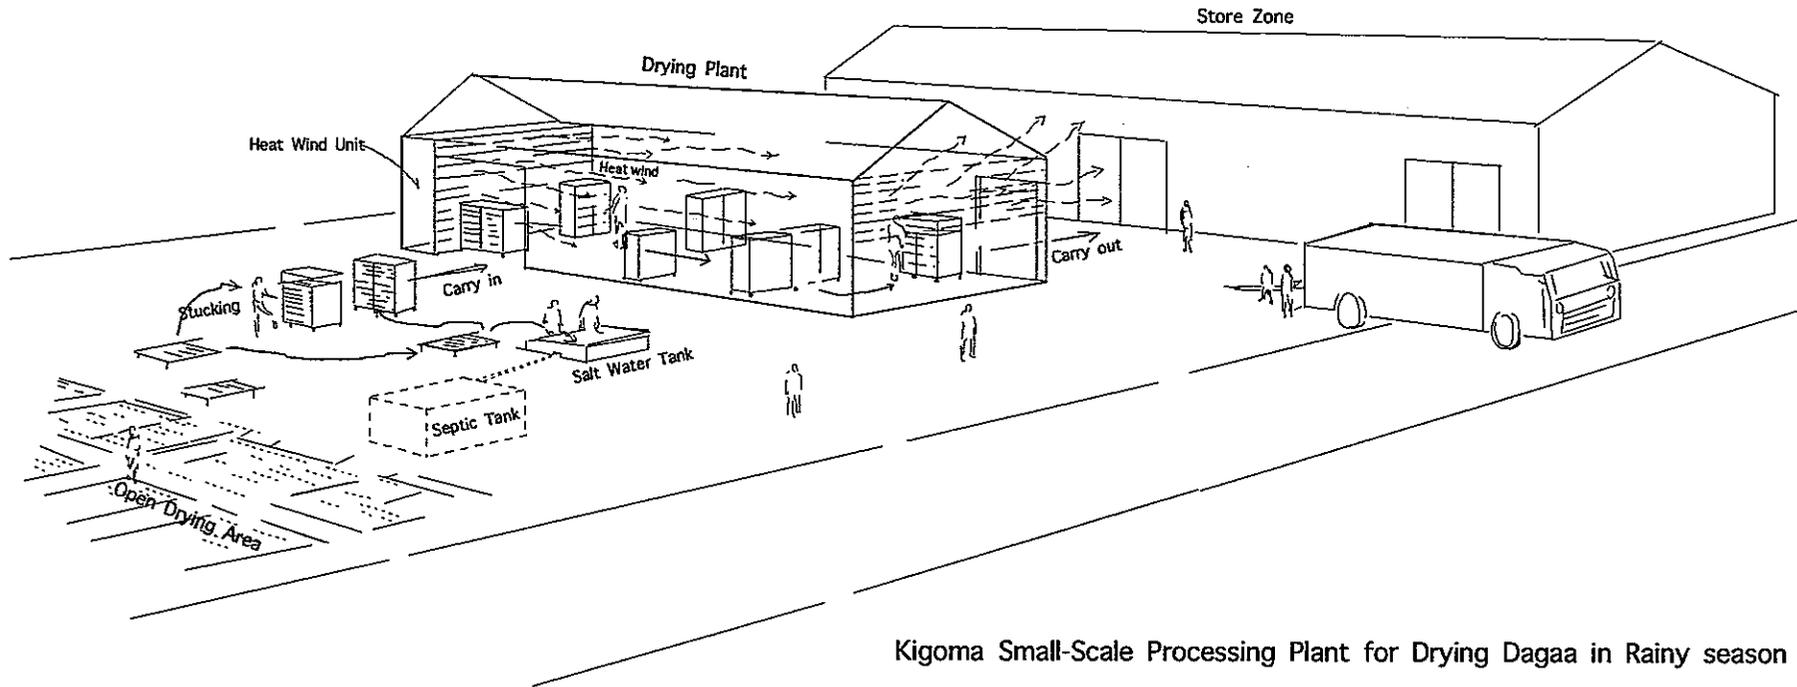 Store Zone
Drying Plant
Heat Wind Unit
Heat wind
Carry out
Carry in
Stucking
Salt Water Tank
Septic Tank
Open Drying Area
Kigoma Small-Scale Processing Plant for Drying Dagaa in Rainy season